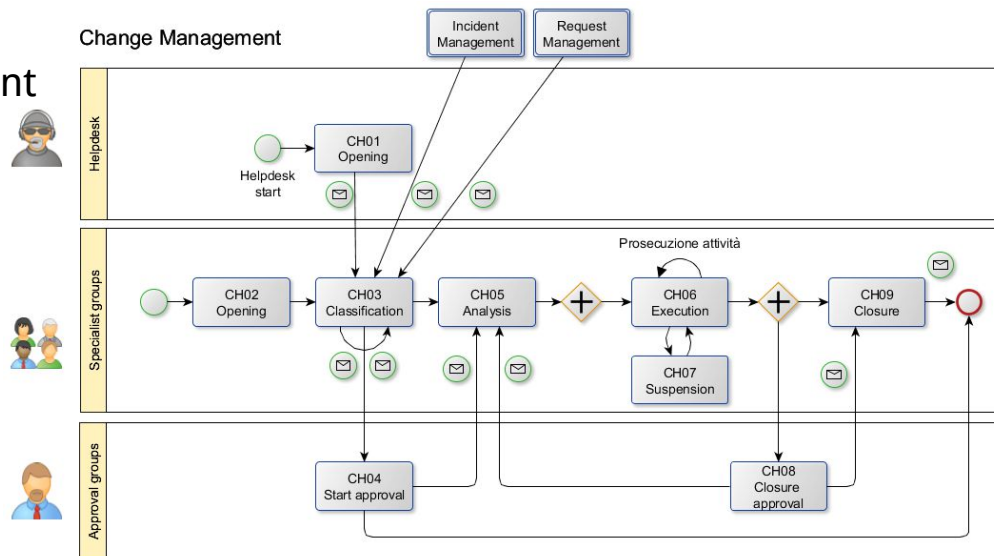 Change Management
nt
Incident
Management
Request
Management
Helpdesk
CH01
Opening
Helpdesk
start
Specialist groups
CH02
Opening
CH03
Classification
CH05
Analysis
Prosecuzione attività
CH06
Execution
CH07
Suspension
CH09
Closure
Approval groups
CH04
Start approval
CH08
Closure
approval